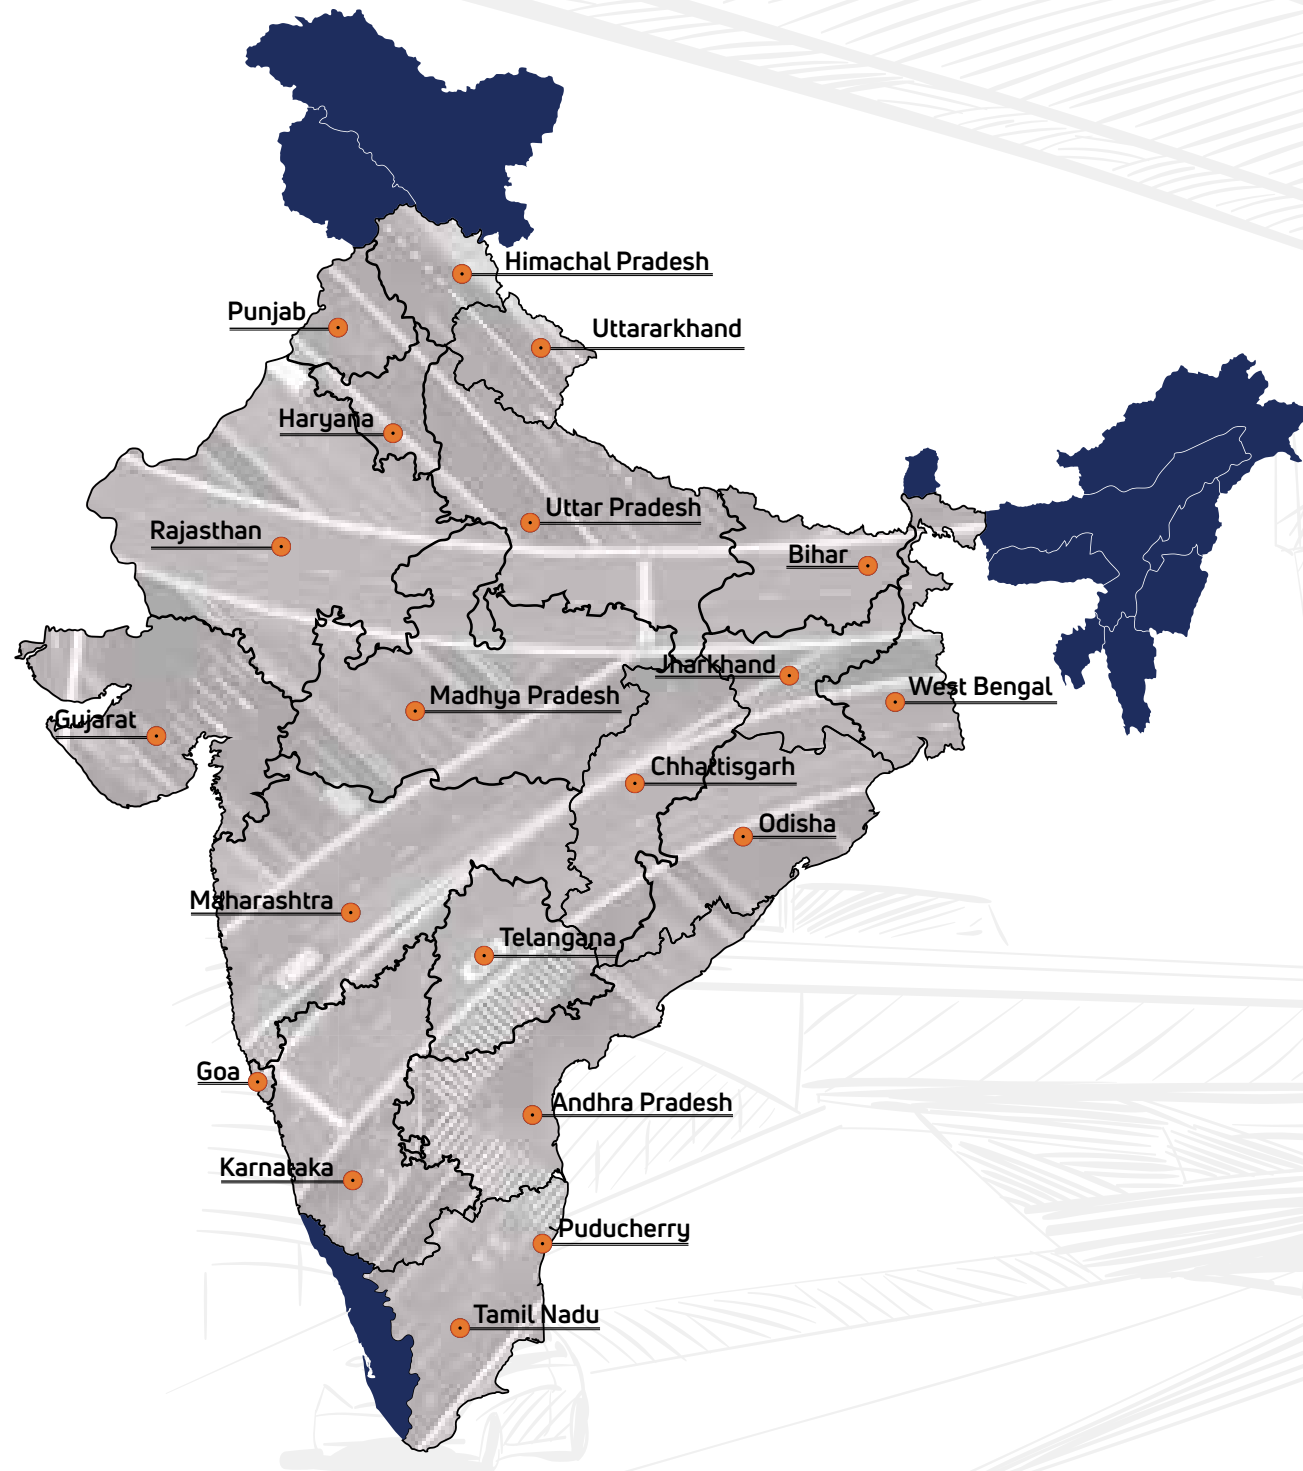 Himachal Pradesh
Punjab
Uttararkhand
Haryana
Uttar Pradesh
Rajasthan
Bihar
Jharkhand
West Bengal
Madhya Pradesh
Gujarat
Chhattisgarh
Odisha
Maharashtra
Telangana
Goa
Andhra Pradesh
Karnataka
Puducherry
Tamil Nadu